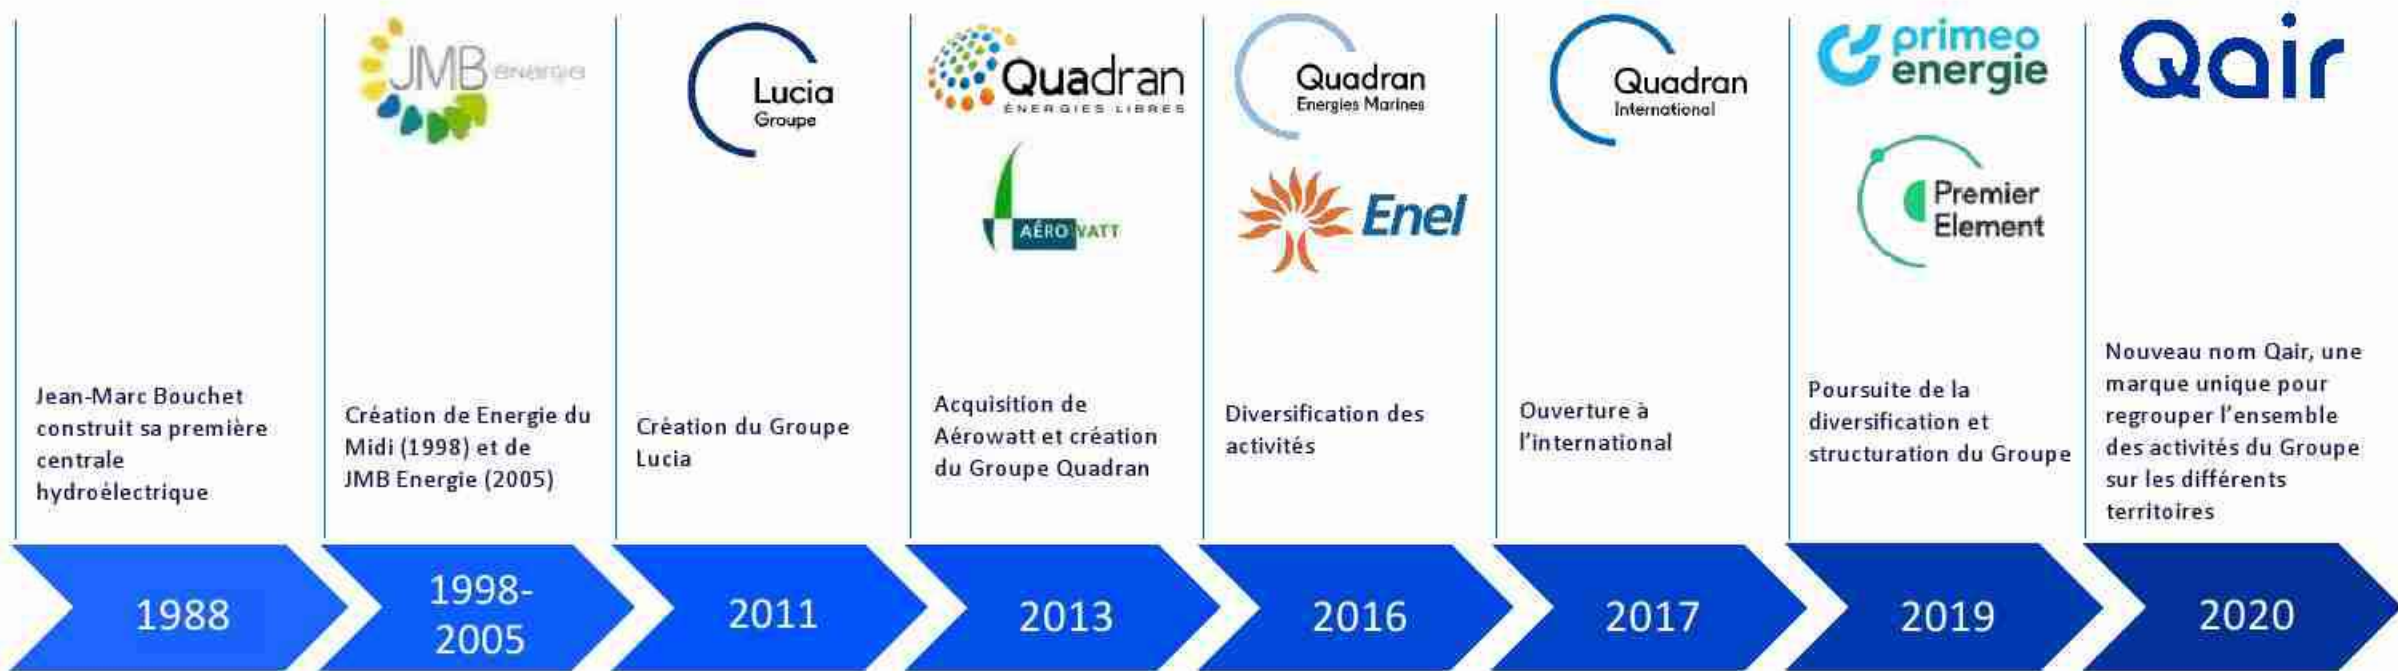 JMB énergie
Lucia
Groupe
Quadran
ÉNERGIES LIBRES
AÉROWATT
Quadran
Energies Marines
Enel
Quadran
International
primeo
energie
Premier
Element
Qair
Jean-Marc Bouchet
construit sa première
centrale
hydroélectrique
Création de Energie du
Midi (1998) et de
JMB Energie (2005)
Création du Groupe
Lucia
Acquisition de
Aérowatt et création
du Groupe Quadran
Diversification des
activités
Ouverture à
l'international
Poursuite de la
diversification et
structuration du Groupe
Nouveau nom Qair, une
marque unique pour
regrouper l'ensemble
des activités du Groupe
sur les différents
territoires
1988
1998-
2005
2011
2013
2016
2017
2019
2020